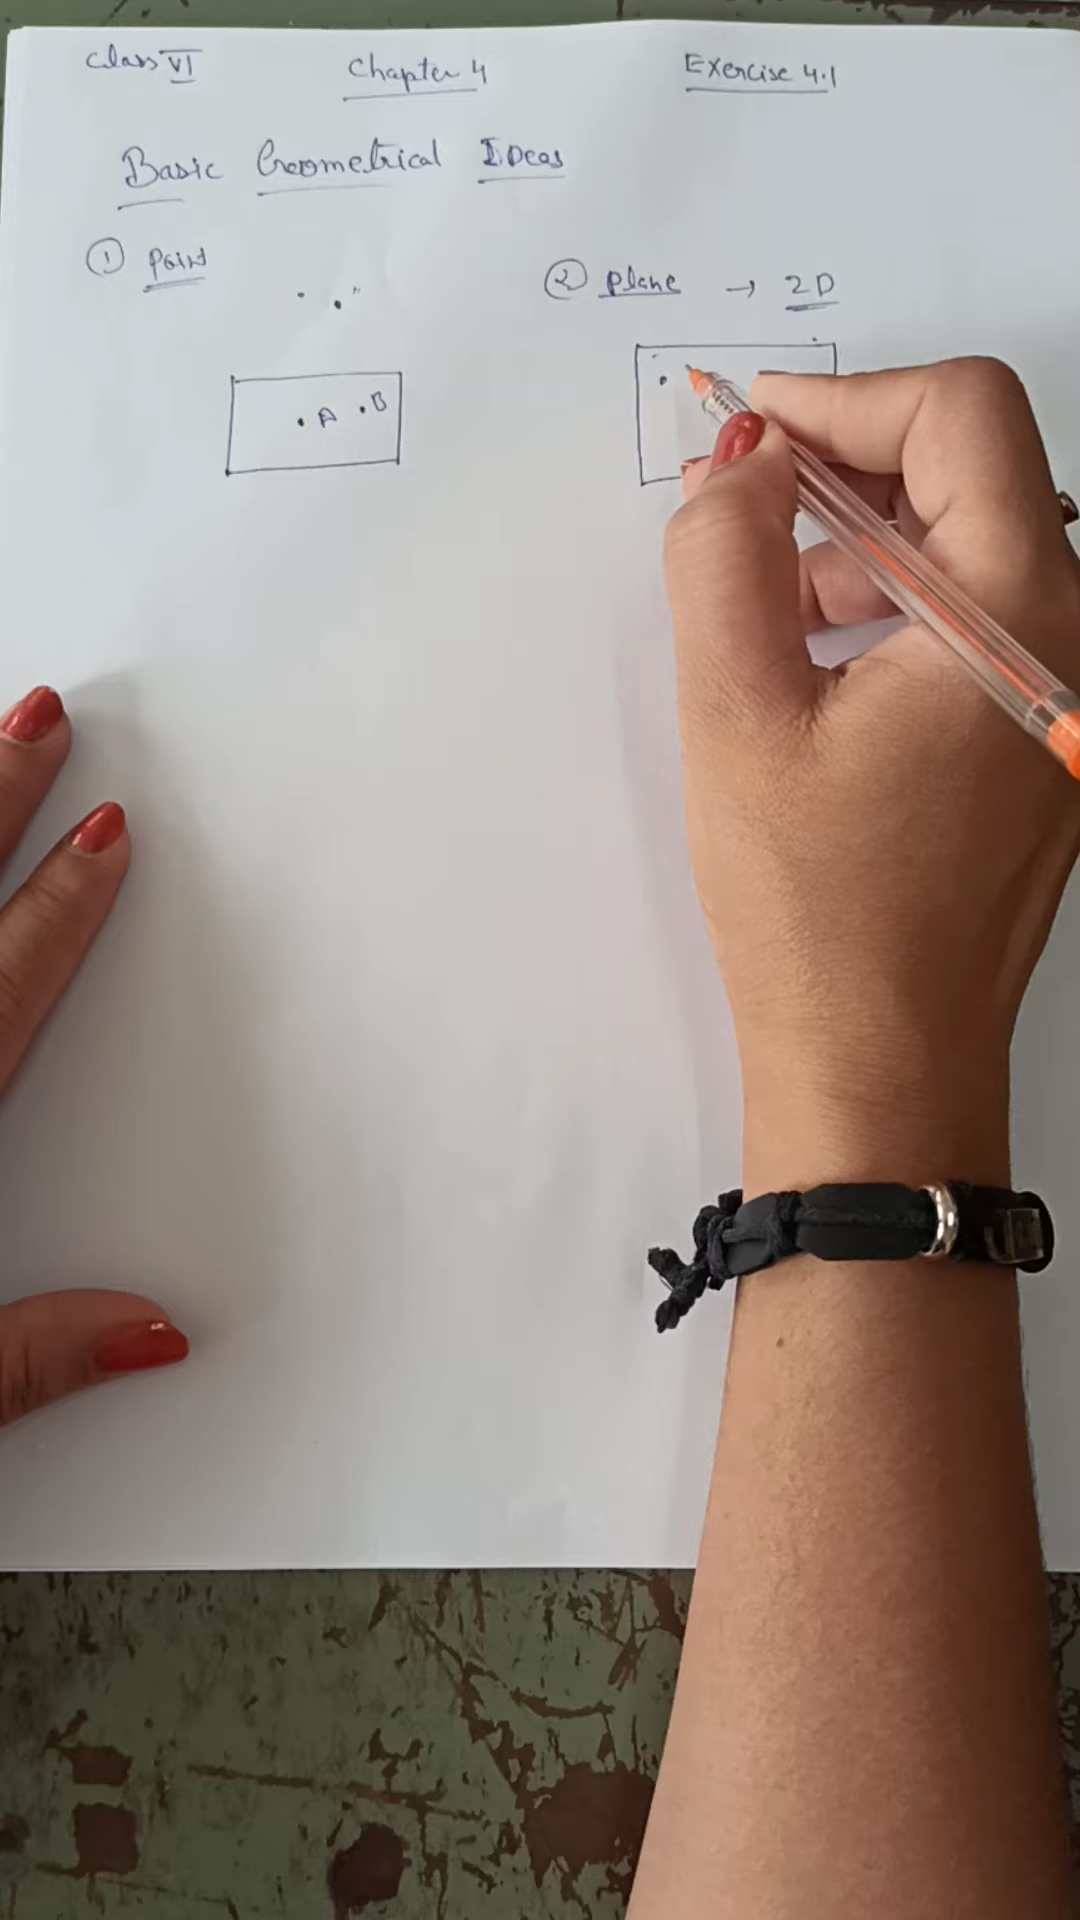 Class VI Chapter 4 Exercise 4.1
Basic Geometrical IDeas
① Point
② Plane → 2D
A B